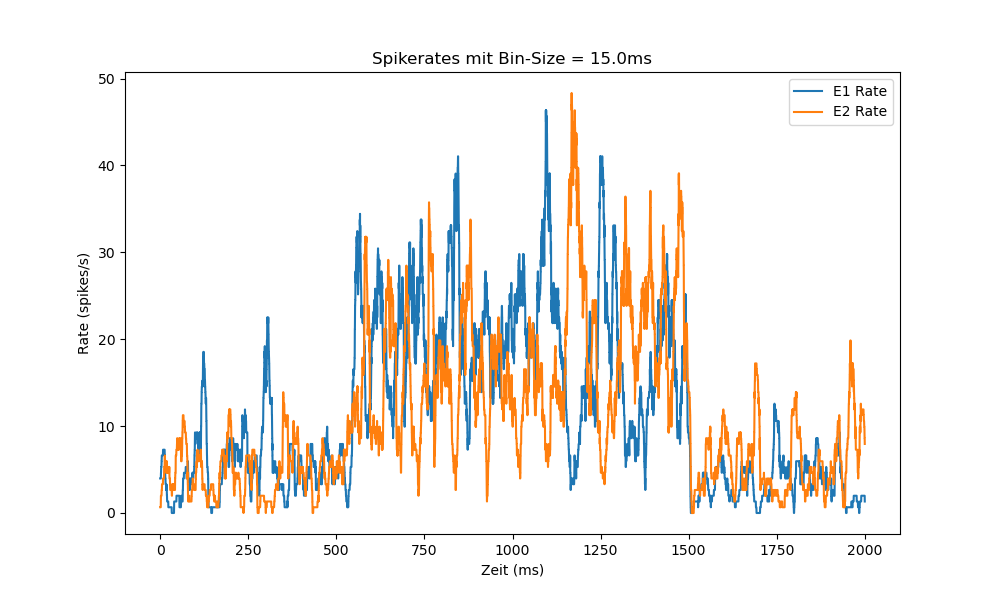 Spikerates mit Bin-Size = 15.0ms
E1 Rate
E2 Rate
Rate (spikes/s)
50
40
30
20
10
0
0 250 500 750 1000 1250 1500 1750 2000
Zeit (ms)